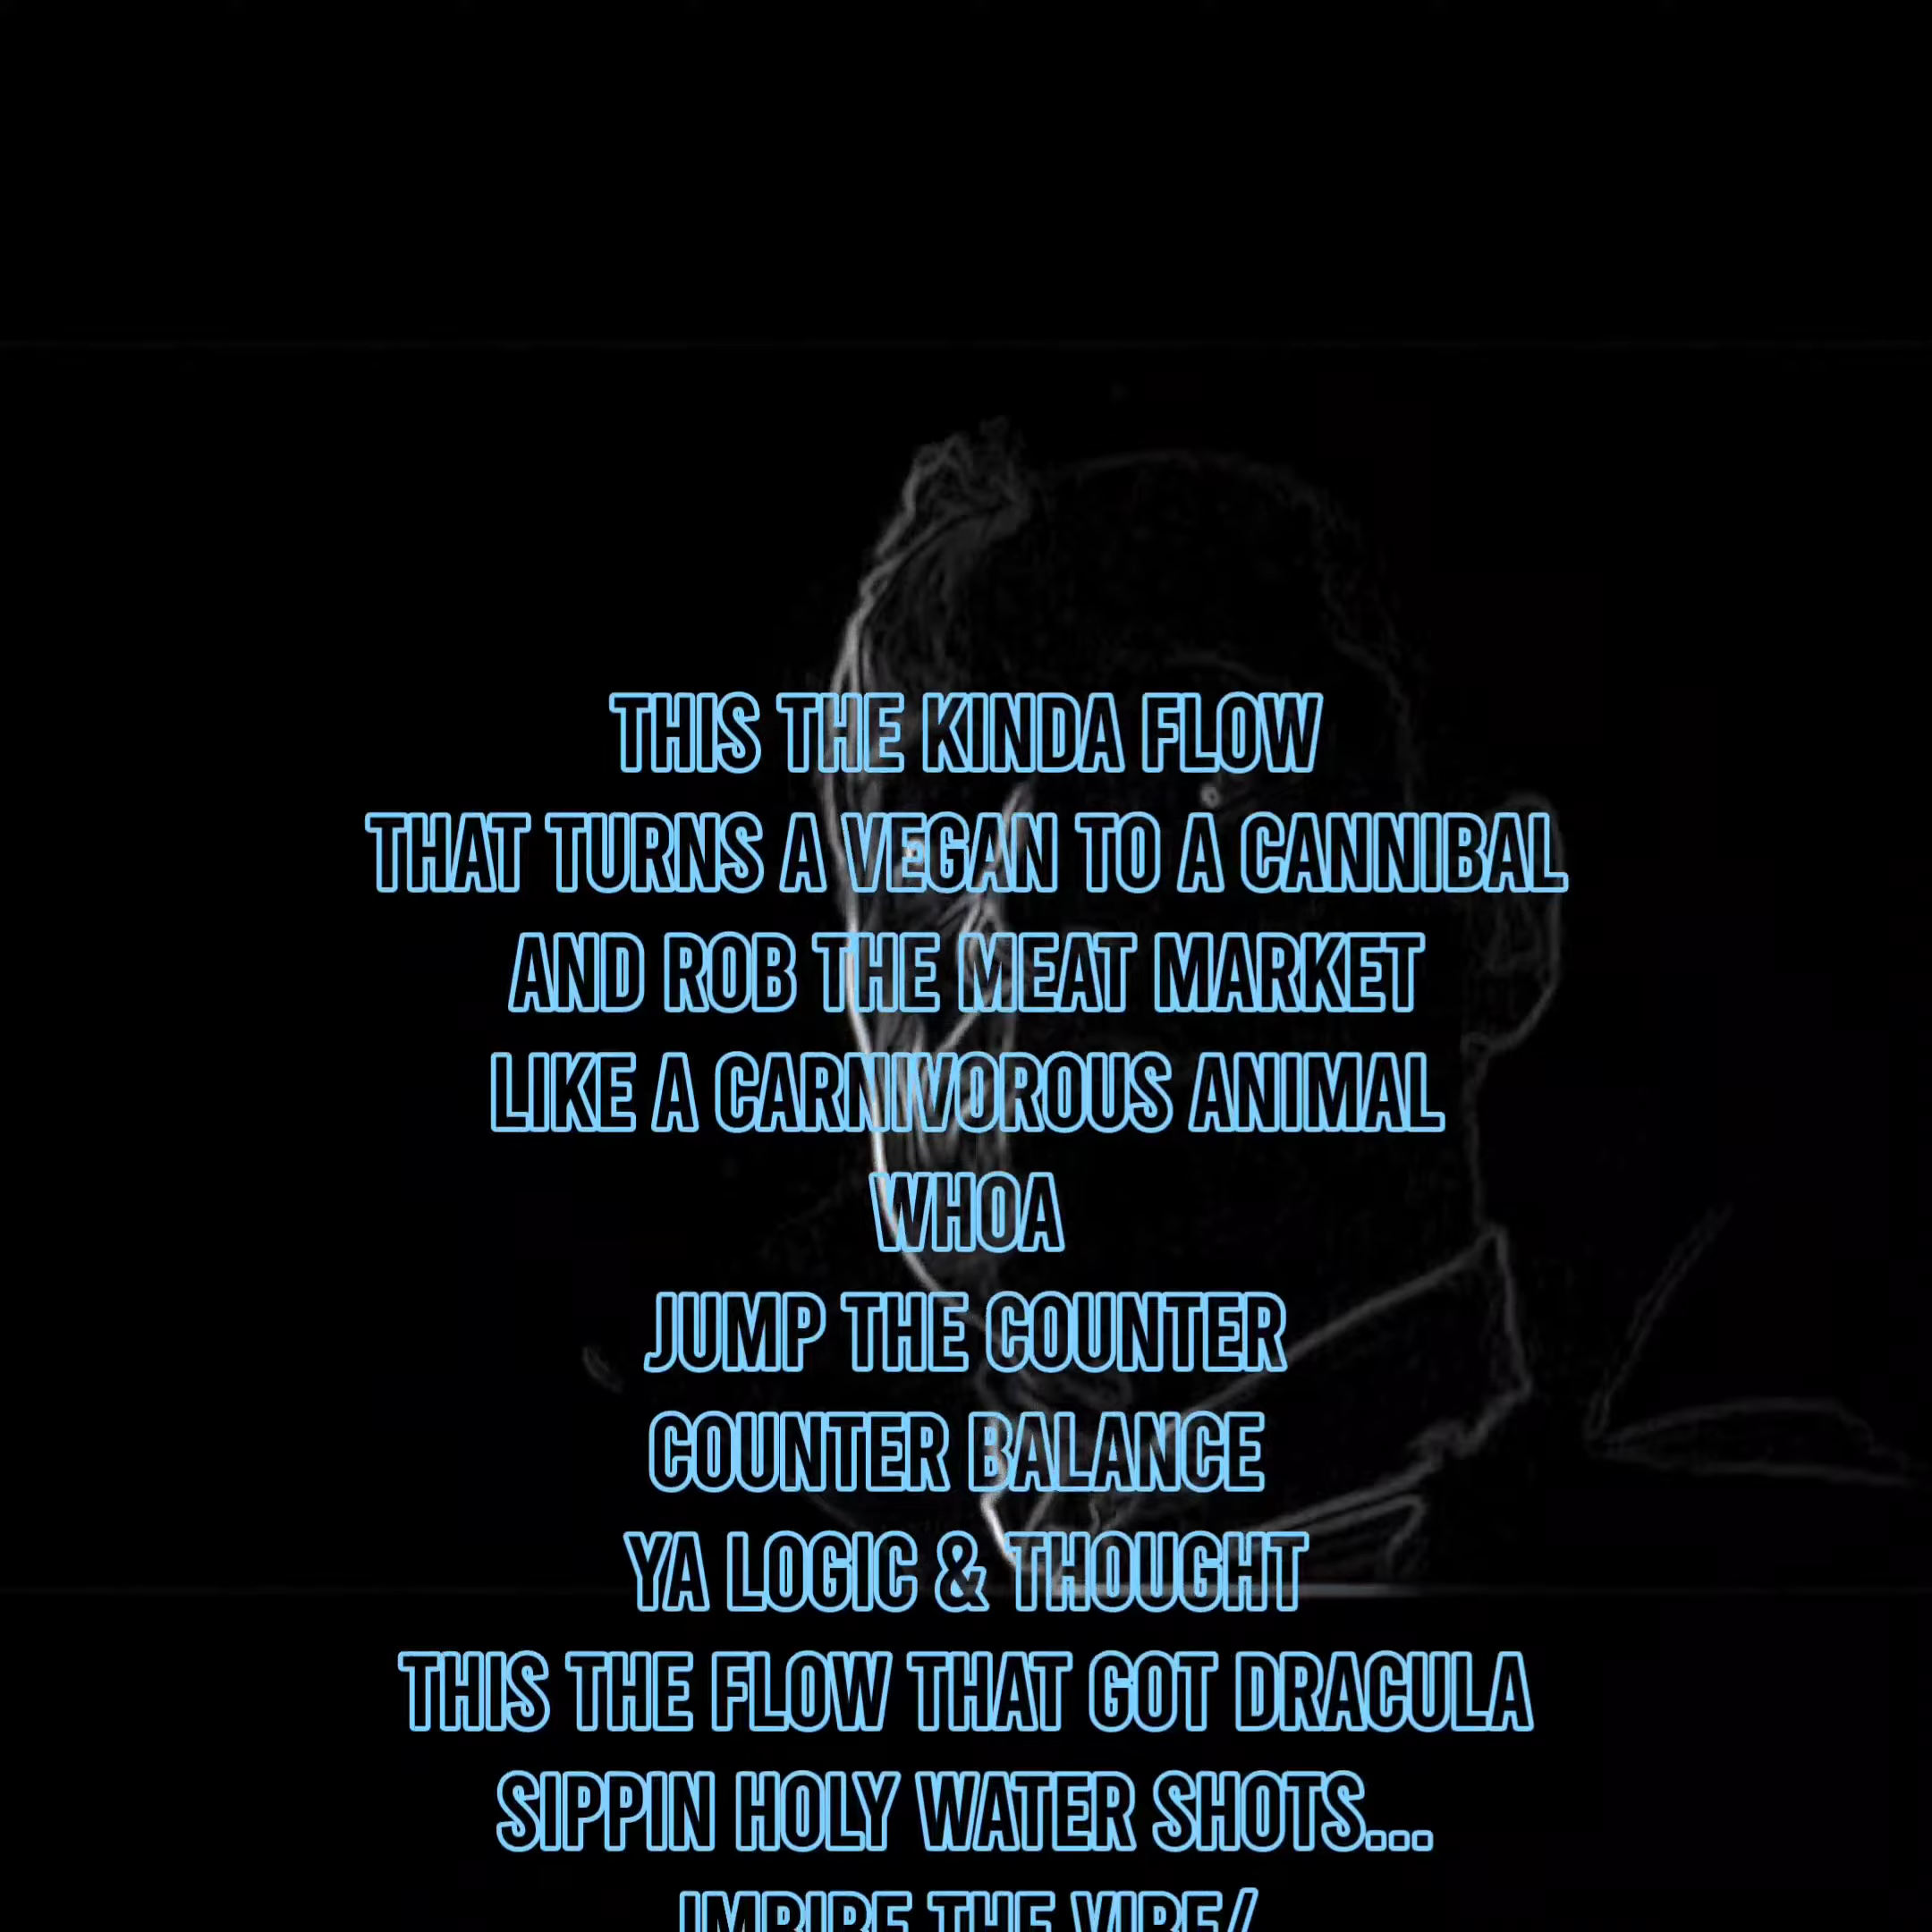 THIS THE KINDA FLOW
THAT TURNS A VEGAN TO A CANNIBAL
AND ROB THE MEAT MARKET
LIKE A CARNIVOROUS ANIMAL
WHOA
JUMP THE COUNTER
COUNTER BALANCE
YA LOGIC & THOUGHT
THIS THE FLOW THAT GOT DRACULA
SIPPIN HOLY WATER SHOTS...
IMBIBE THE VIBE/